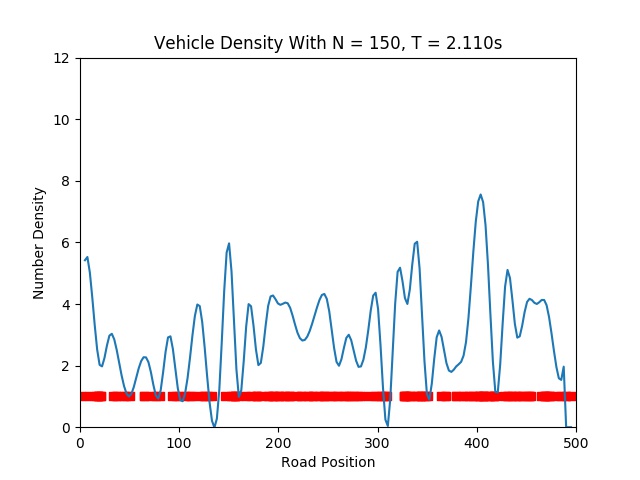 Vehicle Density With N = 150, T = 2.110s
12
10
8
6
4
2
0
Number Density
0 100 200 300 400 500
Road Position